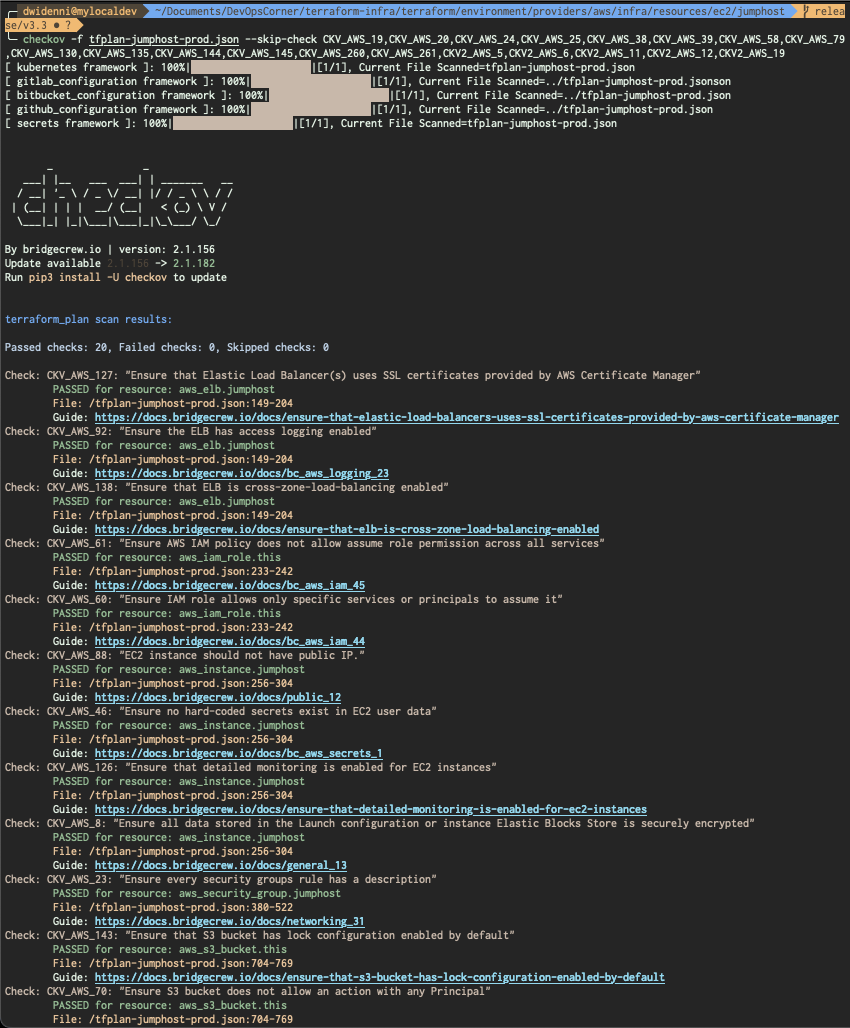 dwidenni@mylocaldev ~/Documents/DevOpsCorner/terraform-infra/terraform/environment/providers/aws/infra/resources/ec2/jumphost relea
se/v3.3 ● ?
checkov -f tfplan-jumphost-prod.json --skip-check CKV_AWS_19,CKV_AWS_20,CKV_AWS_24,CKV_AWS_25,CKV_AWS_38,CKV_AWS_39,CKV_AWS_58,CKV_AWS_79
,CKV_AWS_130,CKV_AWS_135,CKV_AWS_144,CKV_AWS_145,CKV_AWS_260,CKV_AWS_261,CKV2_AWS_5,CKV2_AWS_6,CKV2_AWS_11,CKV2_AWS_12,CKV2_AWS_19
[ kubernetes framework ]: 100%| |[1/1], Current File Scanned=tfplan-jumphost-prod.json
[ gitlab_configuration framework ]: 100%| |[1/1], Current File Scanned=../tfplan-jumphost-prod.jsonson
[ bitbucket_configuration framework ]: 100%| |[1/1], Current File Scanned=../tfplan-jumphost-prod.json
[ github_configuration framework ]: 100%| |[1/1], Current File Scanned=../tfplan-jumphost-prod.json
[ secrets framework ]: 100%| |[1/1], Current File Scanned=tfplan-jumphost-prod.json
checkov
By bridgecrew.io | version: 2.1.156
Update available 2.1.156 -> 2.1.182
Run pip3 install -U checkov to update
terraform_plan scan results:
Passed checks: 20, Failed checks: 0, Skipped checks: 0
Check: CKV_AWS_127: "Ensure that Elastic Load Balancer(s) uses SSL certificates provided by AWS Certificate Manager"
PASSED for resource: aws_elb.jumphost
File: /tfplan-jumphost-prod.json:149-204
Guide: https://docs.bridgecrew.io/docs/ensure-that-elastic-load-balancers-uses-ssl-certificates-provided-by-aws-certificate-manager
Check: CKV_AWS_92: "Ensure the ELB has access logging enabled"
PASSED for resource: aws_elb.jumphost
File: /tfplan-jumphost-prod.json:149-204
Guide: https://docs.bridgecrew.io/docs/bc_aws_logging_23
Check: CKV_AWS_138: "Ensure that ELB is cross-zone-load-balancing enabled"
PASSED for resource: aws_elb.jumphost
File: /tfplan-jumphost-prod.json:149-204
Guide: https://docs.bridgecrew.io/docs/ensure-that-elb-is-cross-zone-load-balancing-enabled
Check: CKV_AWS_61: "Ensure AWS IAM policy does not allow assume role permission across all services"
PASSED for resource: aws_iam_role.this
File: /tfplan-jumphost-prod.json:233-242
Guide: https://docs.bridgecrew.io/docs/bc_aws_iam_45
Check: CKV_AWS_60: "Ensure IAM role allows only specific services or principals to assume it"
PASSED for resource: aws_iam_role.this
File: /tfplan-jumphost-prod.json:233-242
Guide: https://docs.bridgecrew.io/docs/bc_aws_iam_44
Check: CKV_AWS_88: "EC2 instance should not have public IP."
PASSED for resource: aws_instance.jumphost
File: /tfplan-jumphost-prod.json:256-304
Guide: https://docs.bridgecrew.io/docs/public_12
Check: CKV_AWS_46: "Ensure no hard-coded secrets exist in EC2 user data"
PASSED for resource: aws_instance.jumphost
File: /tfplan-jumphost-prod.json:256-304
Guide: https://docs.bridgecrew.io/docs/bc_aws_secrets_1
Check: CKV_AWS_126: "Ensure that detailed monitoring is enabled for EC2 instances"
PASSED for resource: aws_instance.jumphost
File: /tfplan-jumphost-prod.json:256-304
Guide: https://docs.bridgecrew.io/docs/ensure-that-detailed-monitoring-is-enabled-for-ec2-instances
Check: CKV_AWS_8: "Ensure all data stored in the Launch configuration or instance Elastic Blocks Store is securely encrypted"
PASSED for resource: aws_instance.jumphost
File: /tfplan-jumphost-prod.json:256-304
Guide: https://docs.bridgecrew.io/docs/general_13
Check: CKV_AWS_23: "Ensure every security groups rule has a description"
PASSED for resource: aws_security_group.jumphost
File: /tfplan-jumphost-prod.json:380-522
Guide: https://docs.bridgecrew.io/docs/networking_31
Check: CKV_AWS_143: "Ensure that S3 bucket has lock configuration enabled by default"
PASSED for resource: aws_s3_bucket.this
File: /tfplan-jumphost-prod.json:704-769
Guide: https://docs.bridgecrew.io/docs/ensure-that-s3-bucket-has-lock-configuration-enabled-by-default
Check: CKV_AWS_70: "Ensure S3 bucket does not allow an action with any Principal"
PASSED for resource: aws_s3_bucket.this
File: /tfplan-jumphost-prod.json:704-769